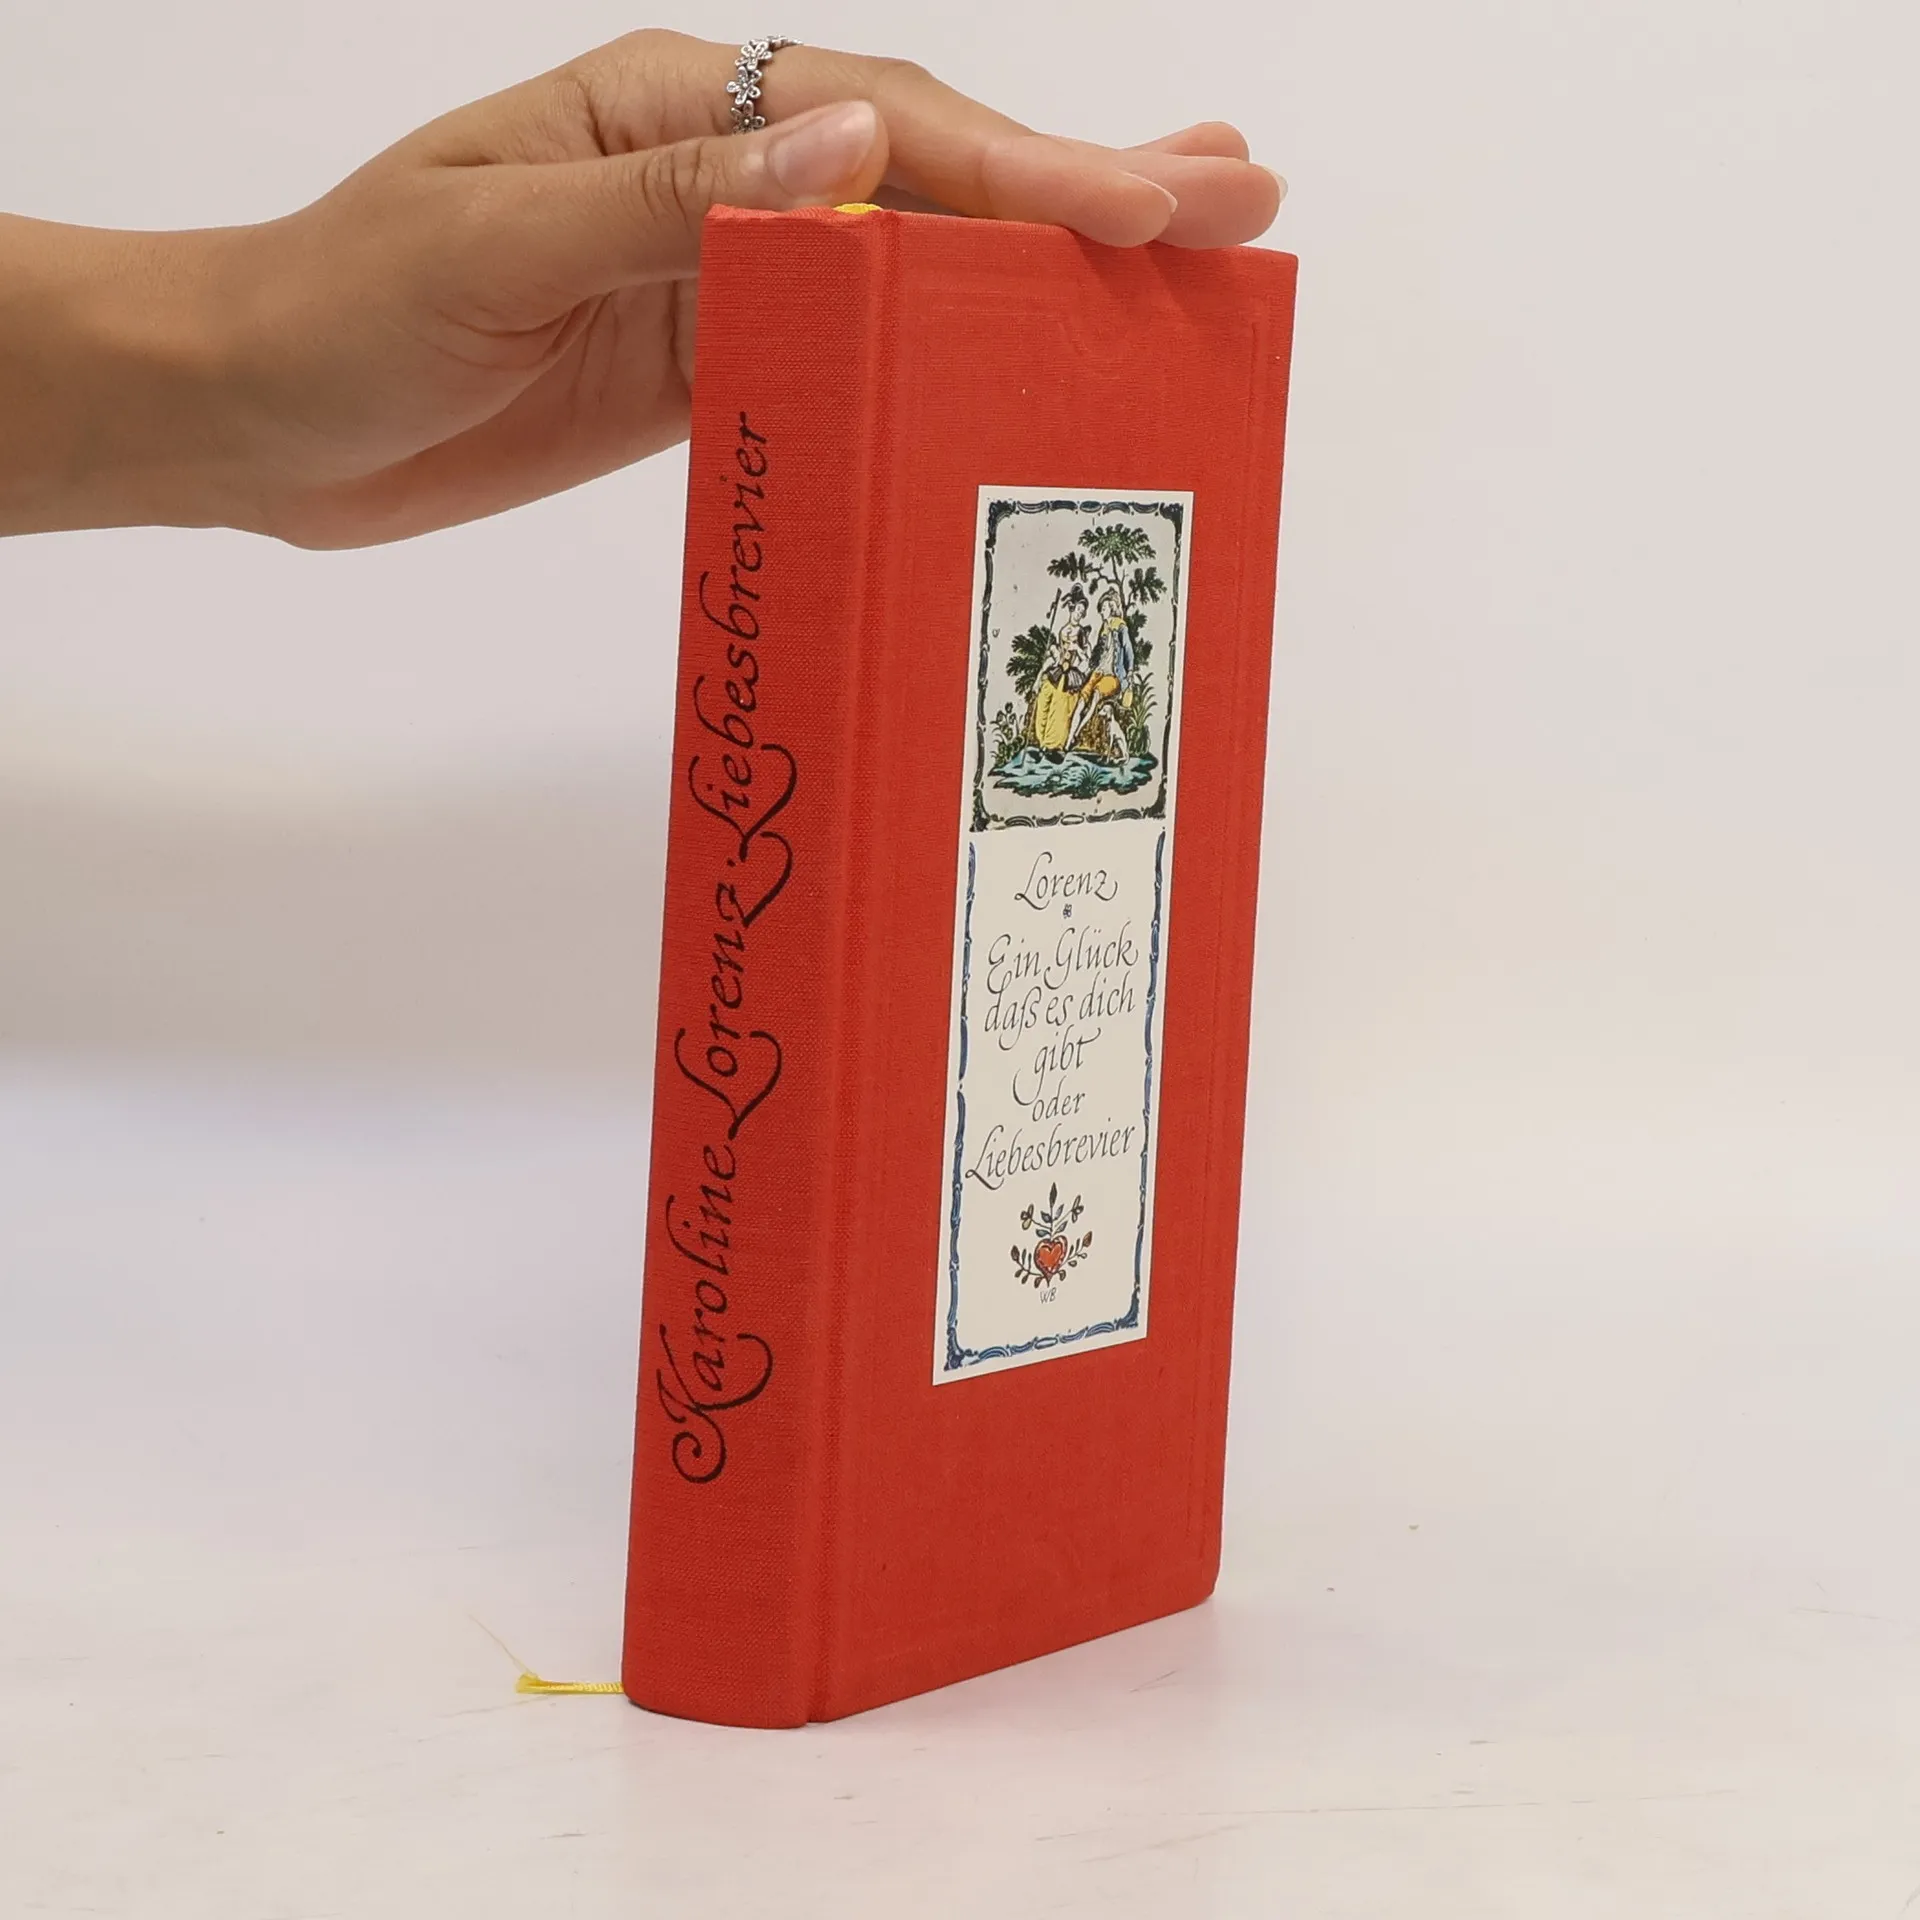 Karoline Lorenz·Liebesbrevier
Lorenz
Ein Glück
daß es dich
gibt
oder
Liebesbrevier
WB